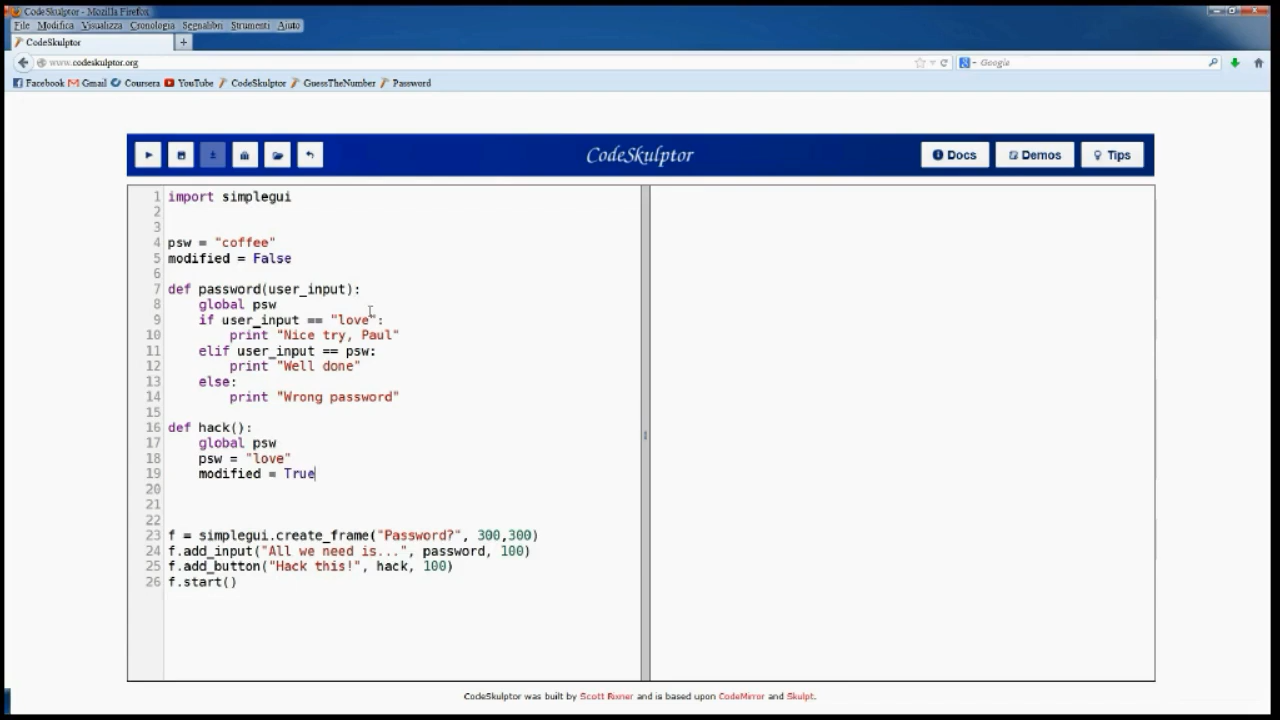 CodeSkulptor - Mozilla Firefox
File Modifica Visualizza Cronologia Segnalibri Strumenti Aiuto
CodeSkulptor +
www.codeskulptor.org Google
Facebook Gmail Coursera YouTube CodeSkulptor GuessTheNumber Password
CodeSkulptor Docs Demos Tips
1 import simplegui
2
3
4 psw = "coffee"
5 modified = False
6
7 def password(user_input):
8     global psw
9     if user_input == "love":
10         print "Nice try, Paul"
11     elif user_input == psw:
12         print "Well done"
13     else:
14         print "Wrong password"
15
16 def hack():
17     global psw
18     psw = "love"
19     modified = True
20
21
22
23 f = simplegui.create_frame("Password?", 300,300)
24 f.add_input("All we need is...", password, 100)
25 f.add_button("Hack this!", hack, 100)
26 f.start()
CodeSkulptor was built by Scott Rixner and is based upon CodeMirror and Skulpt.